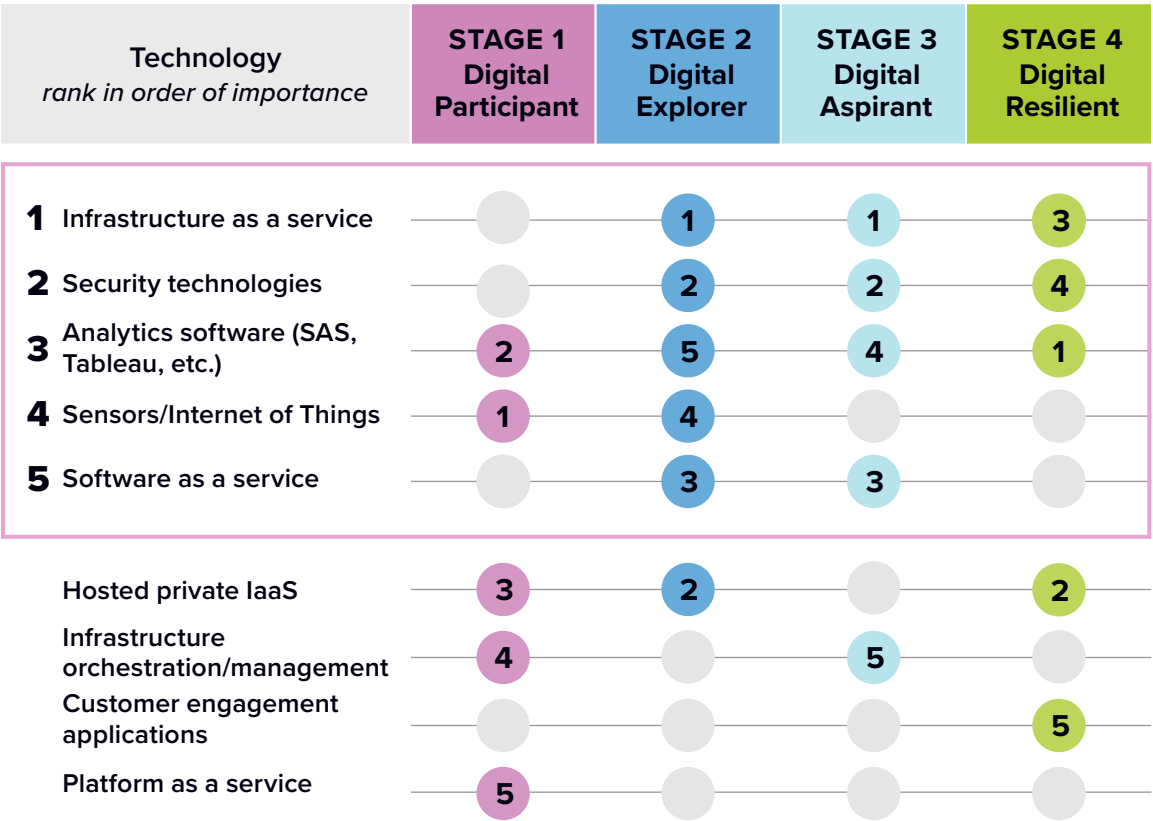 Technology
rank in order of importance
STAGE 1
Digital
Participant
STAGE 2
Digital
Explorer
STAGE 3
Digital
Aspirant
STAGE 4
Digital
Resilient
1 Infrastructure as a service 1 1 3
2 Security technologies 2 2 4
3 Analytics software (SAS,
Tableau, etc.) 2 5 4 1
4 Sensors/Internet of Things 1 4
5 Software as a service 3 3
Hosted private IaaS 3 2 2
Infrastructure
orchestration/management 4 5
Customer engagement
applications 5
Platform as a service 5